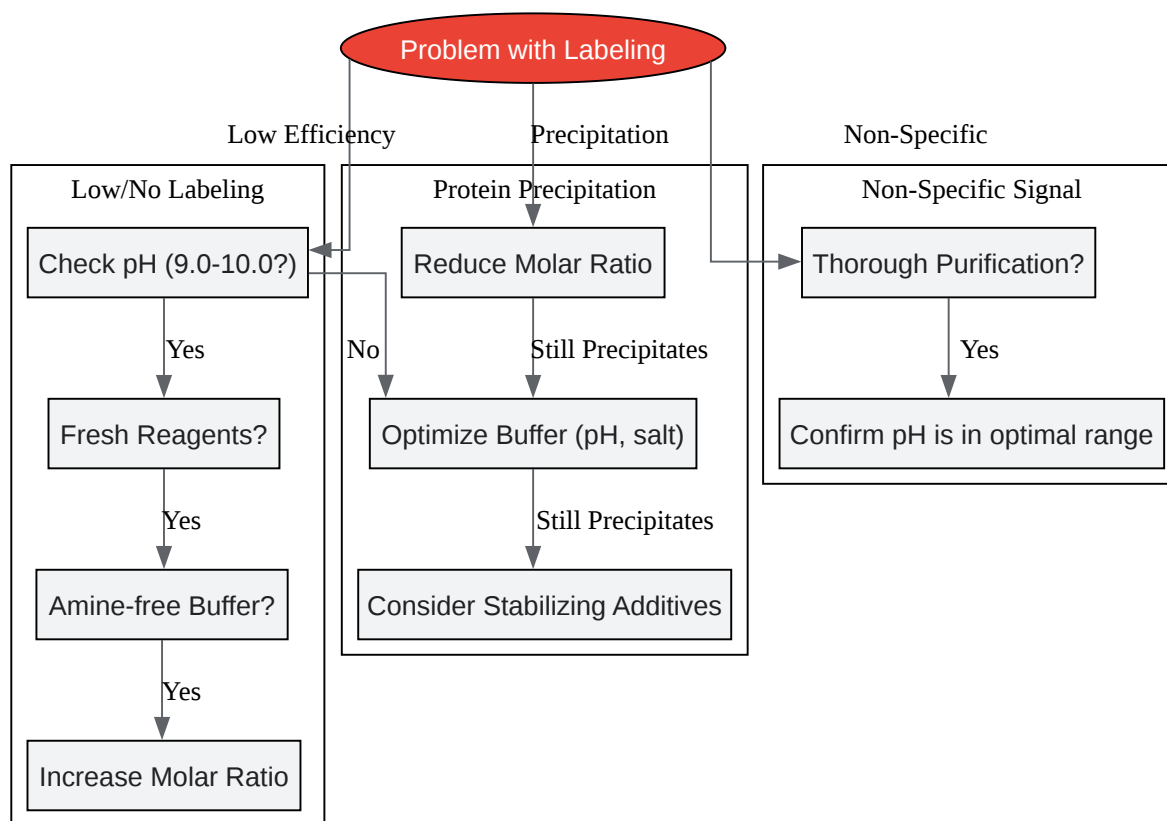 Problem with Labeling
Low Efficiency
Precipitation
Non-Specific
Low/No Labeling
Check pH (9.0-10.0?)
Yes
No
Fresh Reagents?
Yes
Amine-free Buffer?
Yes
Increase Molar Ratio
Protein Precipitation
Reduce Molar Ratio
Still Precipitates
Optimize Buffer (pH, salt)
Still Precipitates
Consider Stabilizing Additives
Non-Specific Signal
Thorough Purification?
Yes
Confirm pH is in optimal range